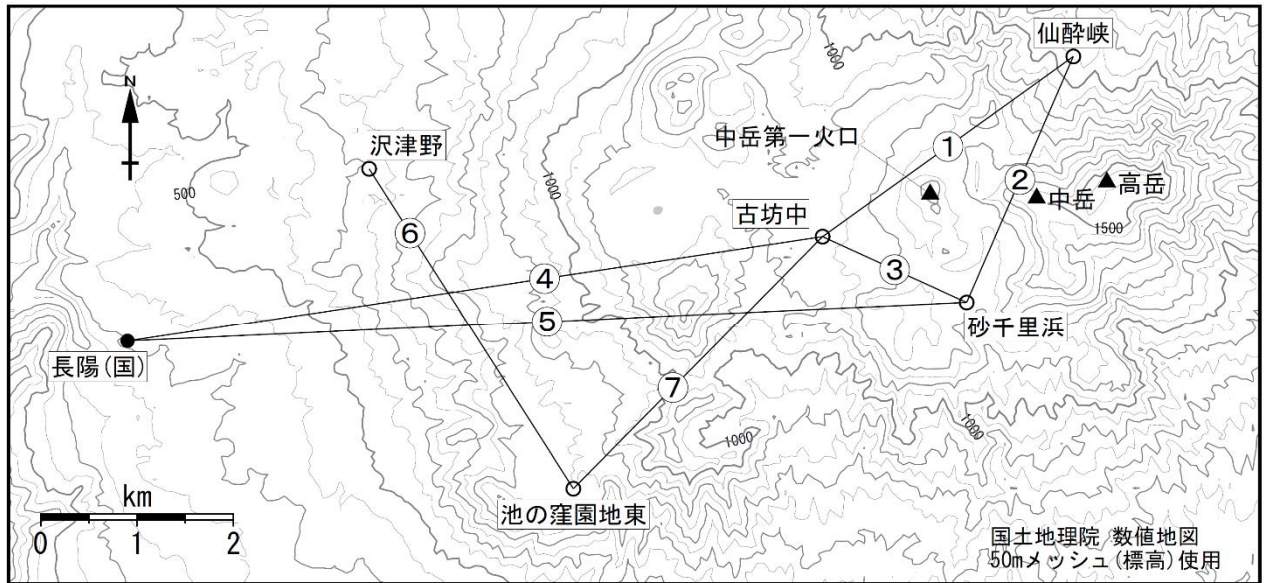 仙酔峡
1000
N
沢津野
中岳第一火口
①
②
高岳
中岳
500
1000
⑥
古坊中
1500
③
④
⑤
砂千里浜
長陽(国)
⑦
1000
1000
km
0 1 2
池の窪園地東
国土地理院 数値地図
50mメッシュ(標高)使用